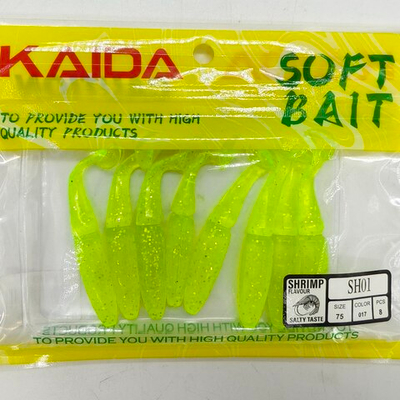 KAIDA
SOFT
BAIT
TO PROVIDE YOU WITH HIGH
QUALITY PRODUCTS
SHRIMP
FLAVOUR
SALTY TASTE
SH01
SIZE COLOR PCS
75 017 8
TO PROVIDE YOU WITH HIGH QUALITY PRODUCTS